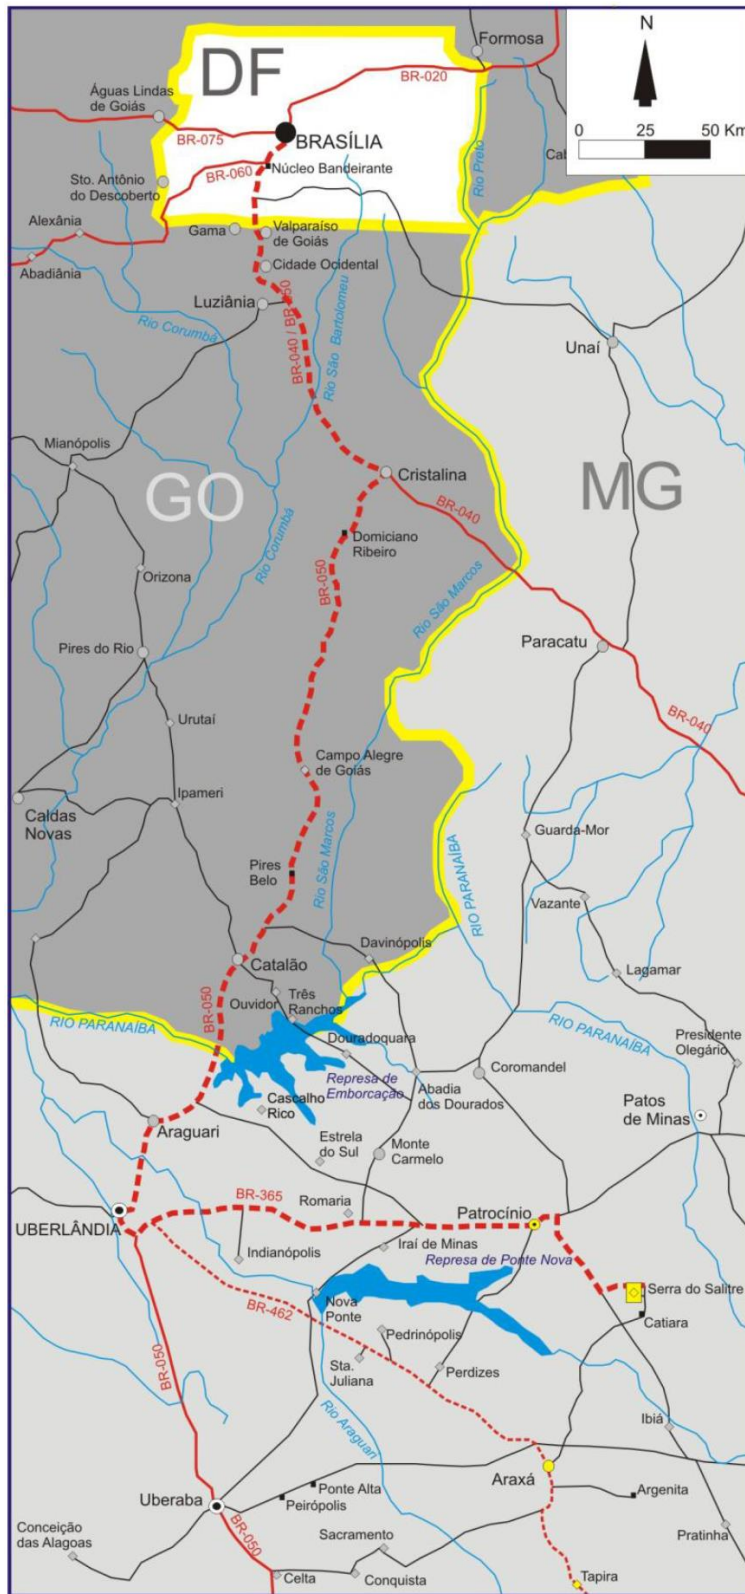 DF
Formosa
N
BR-020
Águas Lindas
de Goiás
BRASÍLIA
BR-075
0 25 50 Km
Núcleo Bandeirante
BR-060
Rio Preto
Sto. Antônio
do Descoberto
Alexânia
Gama
Valparaíso
de Goiás
Abadiânia
Cidade Ocidental
Luziânia
Rio Corumbá
BR-040 /
Rio São Bartolomeu
Unaí
Mianópolis
GO
Cristalina
MG
BR-040
Domiciano
Ribeiro
Rio Corumbá
BR-050
Orizona
Rio São Marcos
Pires do Rio
Paracatu
BR-040
Urutaí
Campo Alegre
de Goiás
Ipameri
Caldas
Novas
Guarda-Mor
RIO PARANAÍBA
Pires
Belo
Rio São Marcos
Vazante
Davinópolis
Catalão
Lagamar
Ouvidor
Três
Ranchos
BR-050
RIO PARANAÍBA
RIO PARANAÍBA
Presidente
Olegário
Douradoquara
Represa de
Emborcação
Coromandel
Abadia
dos Dourados
Cascalho
Rico
Patos
de Minas
Araguari
Estrela
do Sul
Monte
Carmelo
BR-365
Romaria
Patrocínio
UBERLÂNDIA
Indianópolis
Iraí de Minas
Represa de Ponte Nova
Serra do Salitre
Nova
Ponte
BR-462
Catiara
Pedrinópolis
BR-050
Sta.
Juliana
Perdizes
Rio Araguari
Ibiá
Araxá
Uberaba
Ponte Alta
Peirópolis
Argenita
Pratinha
Conceição
das Alagoas
BR-050
Sacramento
Celta
Conquista
Tapira